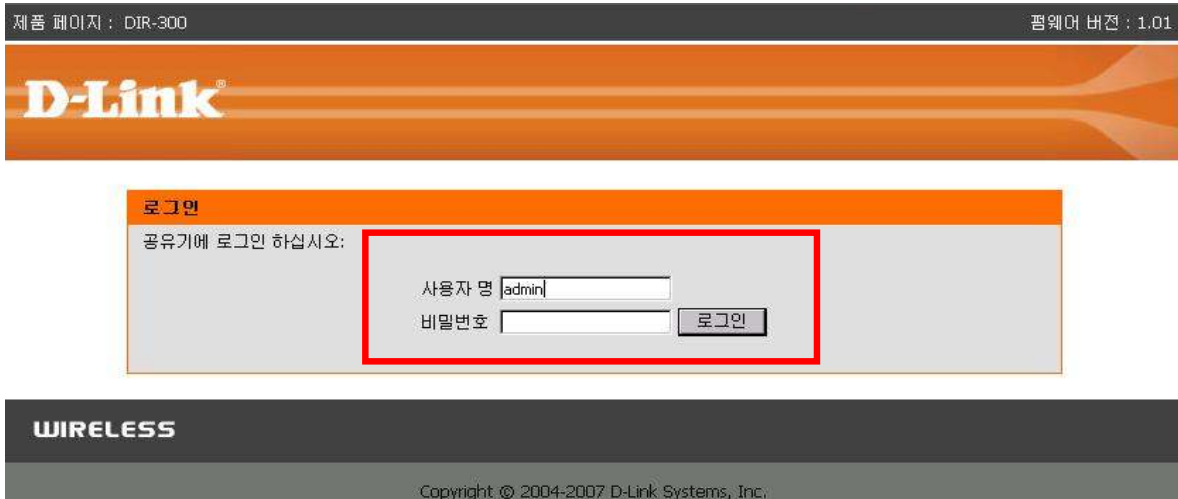 제품 페이지 : DIR-300
펌웨어 버전 : 1.01
D-Link®
로그인
공유기에 로그인 하십시오:
사용자 명 admin
비밀번호 로그인
WIRELESS
Copyright © 2004-2007 D-Link Systems, Inc.